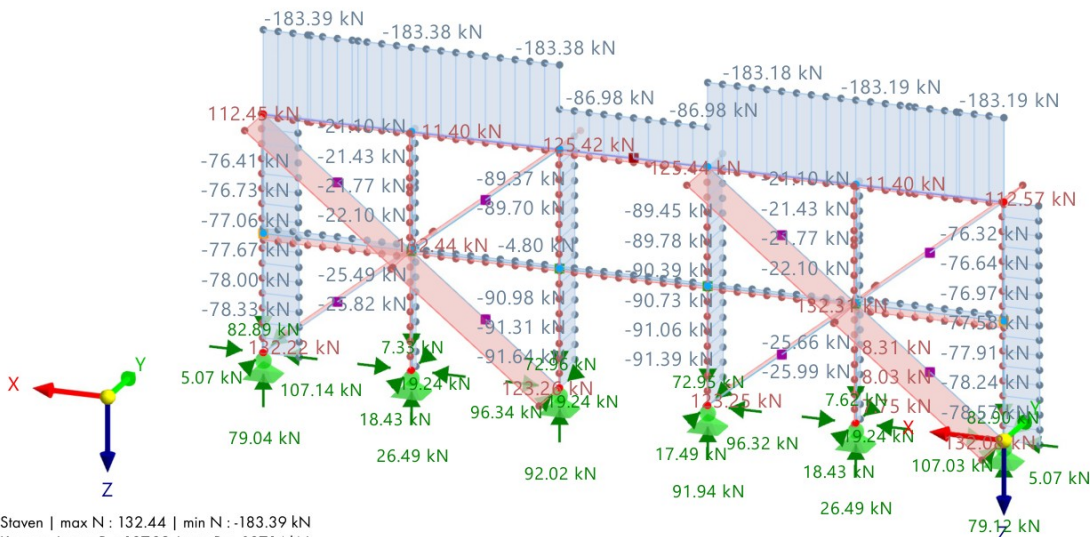 -183.39 kN
-183.38 kN
-183.38 kN
-86.98 kN
-86.98 kN
-183.18 kN
-183.19 kN
-183.19 kN
112.45 kN
-21.10 kN
11.40 kN
125.42 kN
125.44 kN
-21.10 kN
11.40 kN
112.57 kN
-76.41 kN
-21.43 kN
-76.73 kN
-21.77 kN
-77.06 kN
-22.10 kN
-77.67 kN
132.44 kN
-78.00 kN
-25.49 kN
-78.33 kN
-25.82 kN
-89.37 kN
-89.70 kN
-4.80 kN
-90.98 kN
-91.31 kN
-91.64 kN
-89.45 kN
-89.78 kN
-90.39 kN
-90.73 kN
-91.06 kN
-91.39 kN
-21.43 kN
-21.77 kN
-22.10 kN
132.31 kN
-25.66 kN
-25.99 kN
8.31 kN
8.03 kN
-76.32 kN
-76.64 kN
-76.97 kN
-77.58 kN
-77.91 kN
-78.24 kN
82.89 kN
132.22 kN
5.07 kN
107.14 kN
79.04 kN
7.33 kN
19.24 kN
18.43 kN
26.49 kN
72.96 kN
123.26 kN
96.34 kN
19.24 kN
92.02 kN
72.95 kN
123.25 kN
17.49 kN
96.32 kN
91.94 kN
7.62 kN
19.24 kN
18.43 kN
26.49 kN
82.90 kN
107.03 kN
5.07 kN
79.12 kN
X
Y
Z
X
Y
Z
Staven | max N : 132.44 | min N : -183.39 kN